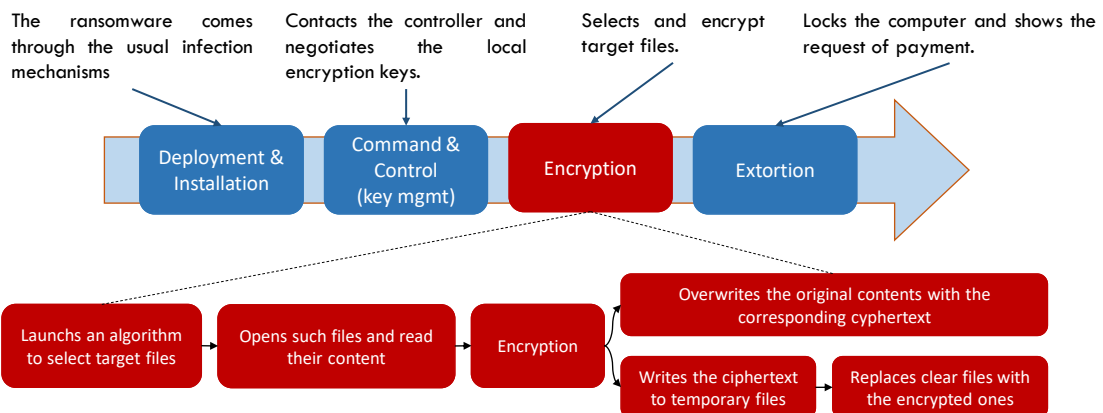 The ransomware comes
through the usual infection
mechanisms
Contacts the controller and
negotiates the local
encryption keys.
Selects and encrypt
target files.
Locks the computer and shows the
request of payment.
Deployment &
Installation
Command &
Control
(key mgmt)
Encryption
Extortion
Launchs an algorithm
to select target files
Opens such files and read
their content
Encryption
Overwrites the original contents with the
corresponding cyphertext
Writes the ciphertext
to temporary files
Replaces clear files with
the encrypted ones